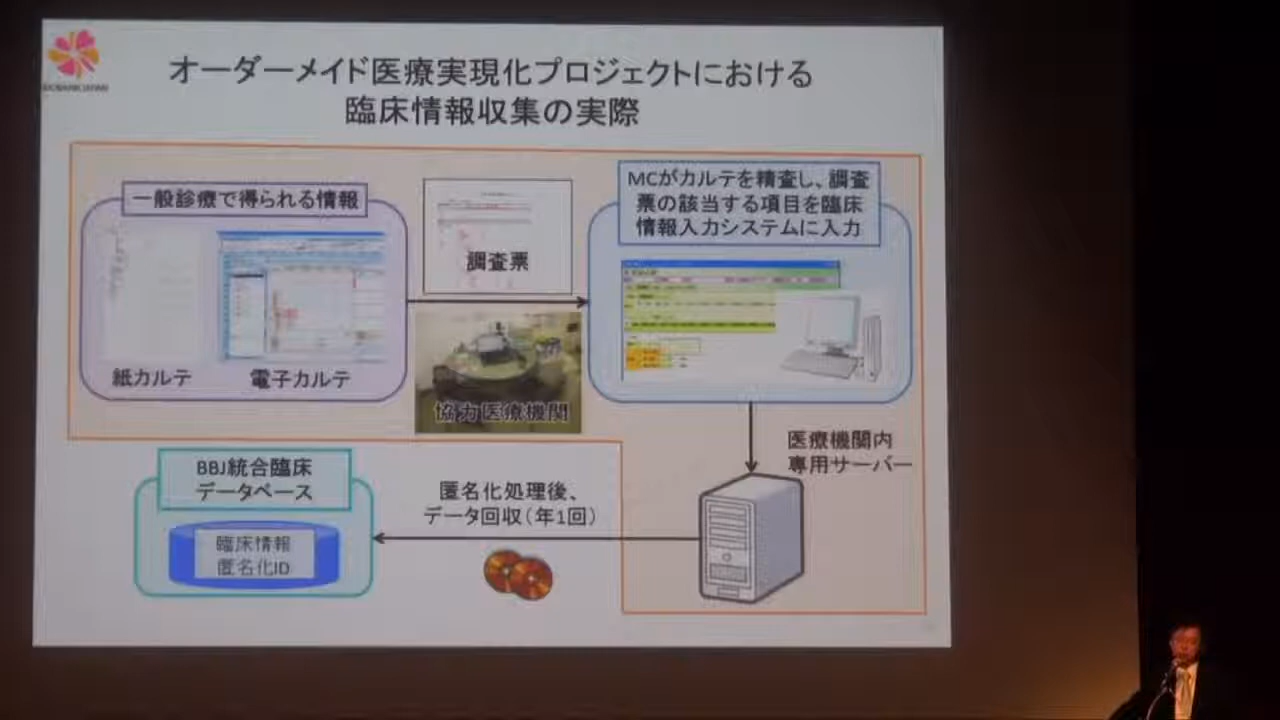 オーダーメイド医療実現化プロジェクトにおける
臨床情報収集の実際
BIOBANK JAPAN
一般診療で得られる情報
紙カルテ
電子カルテ
調査票
協力医療機関
MCがカルテを精査し、調査
票の該当する項目を臨床
情報入力システムに入力
医療機関内
専用サーバー
匿名化処理後、
データ回収(年1回)
BBJ統合臨床
データベース
臨床情報
匿名化ID